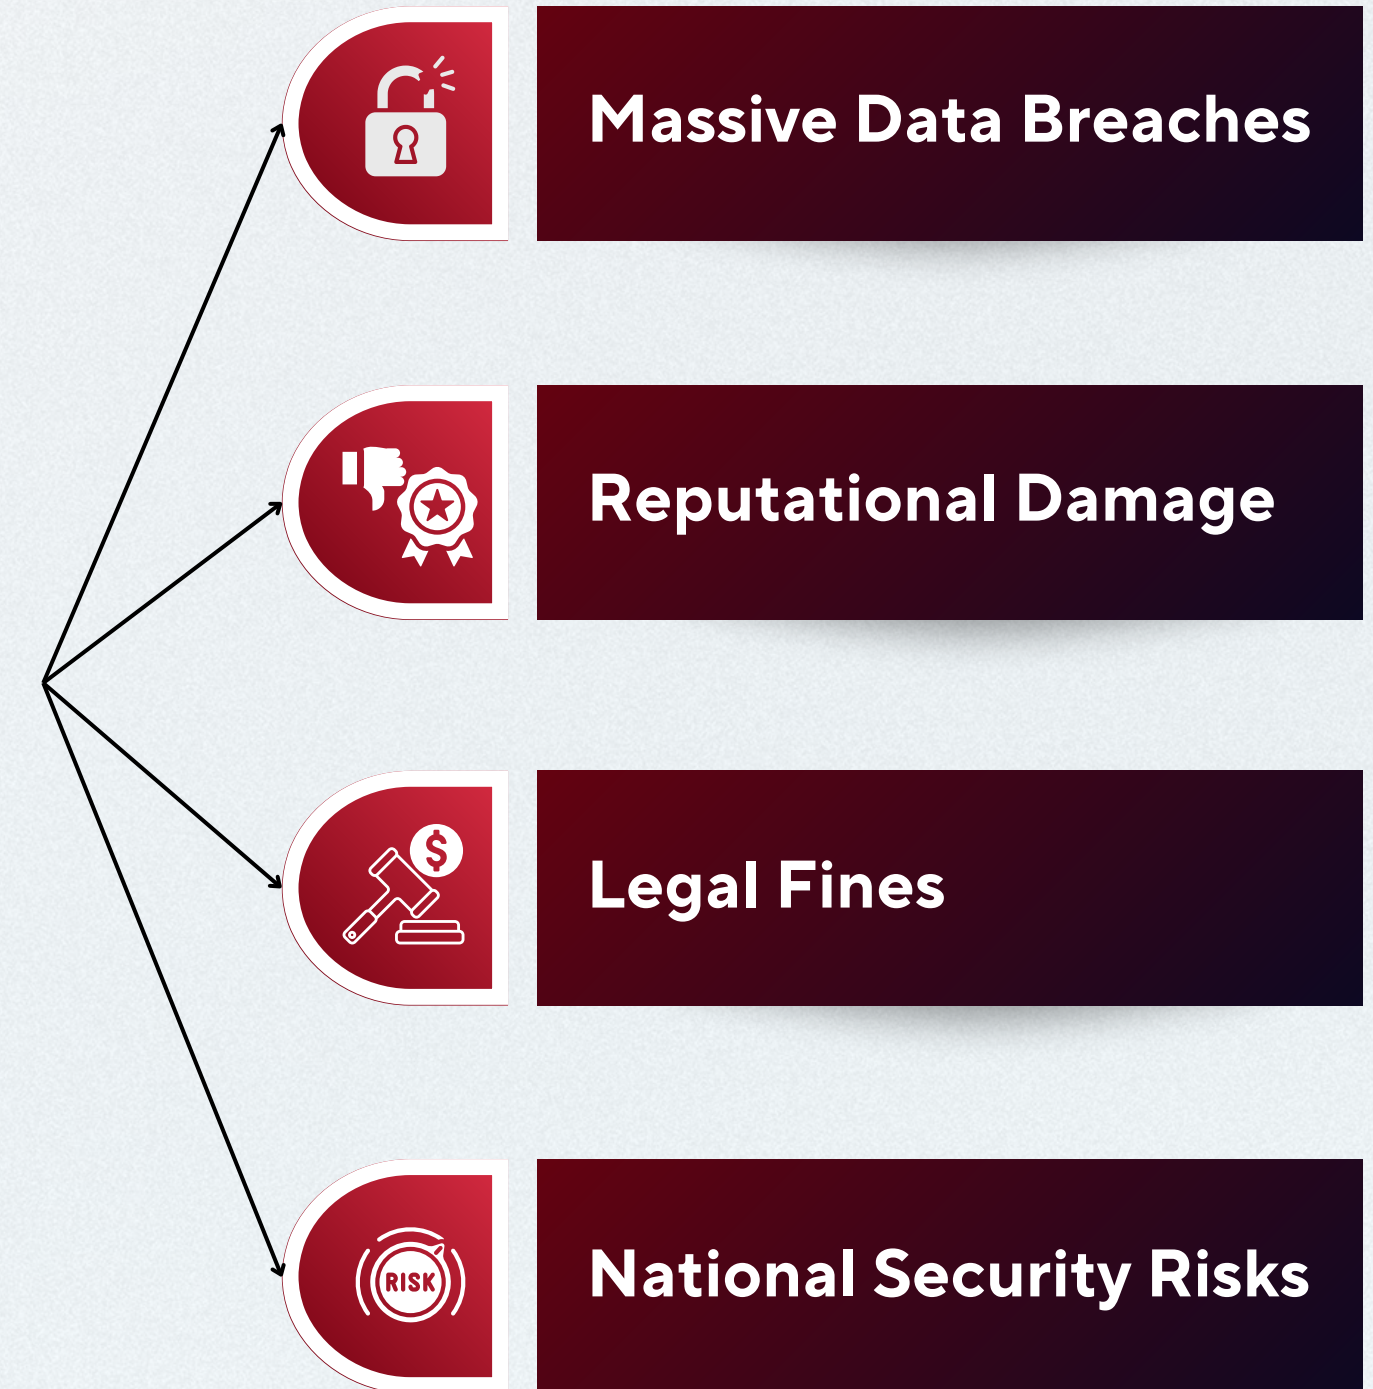 Massive Data Breaches
Reputational Damage
$
Legal Fines
RISK
National Security Risks